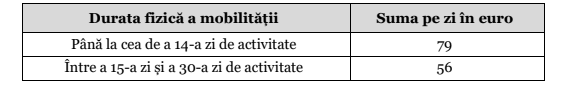 Durata fizică a mobilității Suma pe zi în euro
Până la cea de a 14-a zi de activitate 79
Între a 15-a zi și a 30-a zi de activitate 56